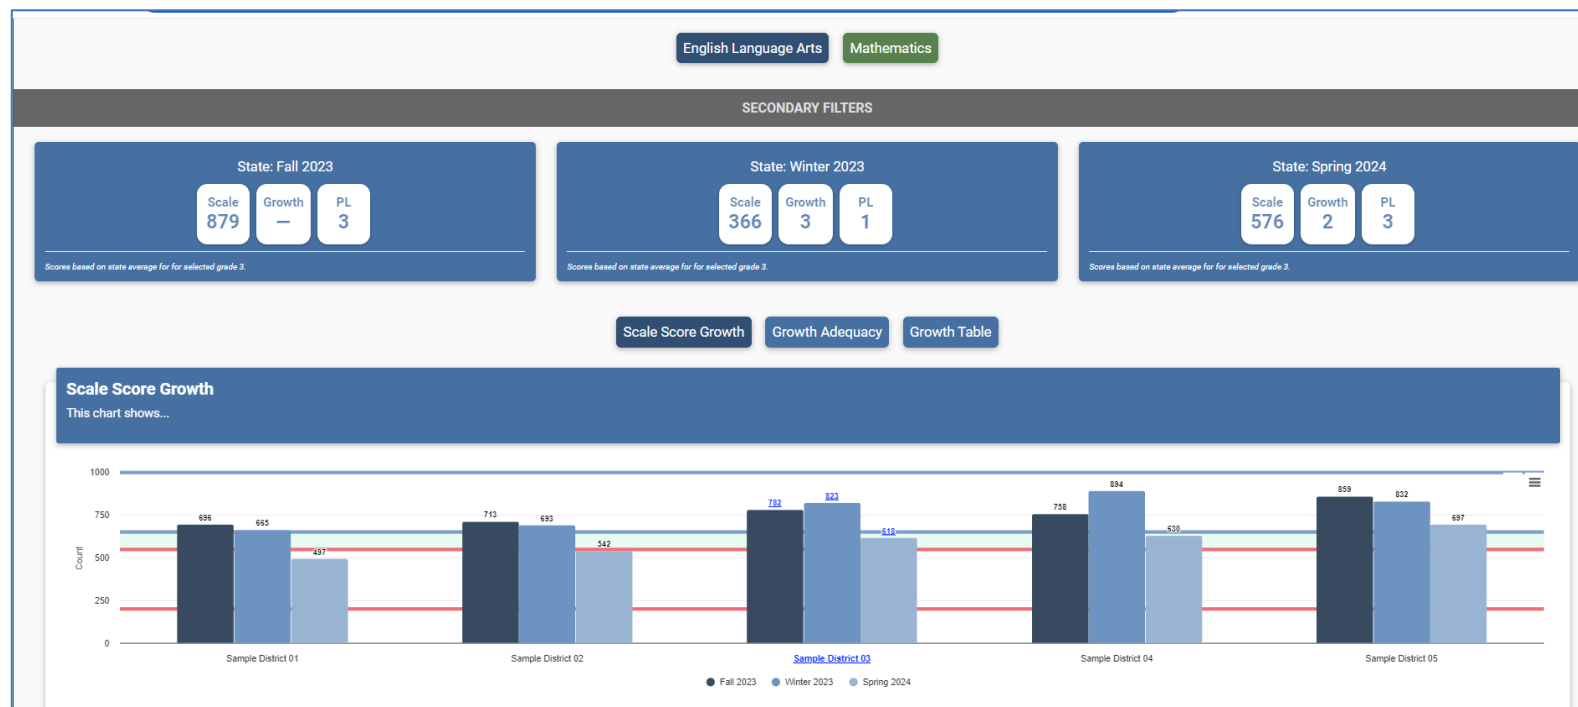 English Language Arts Mathematics
SECONDARY FILTERS
State: Fall 2023
Scale Growth PL
879 — 3
Scores based on state average for for selected grade 3.
State: Winter 2023
Scale Growth PL
366 3 1
Scores based on state average for for selected grade 3.
State: Spring 2024
Scale Growth PL
576 2 3
Scores based on state average for for selected grade 3.
Scale Score Growth Growth Adequacy Growth Table
Scale Score Growth
This chart shows...
Count
1000
750
500
250
0
696 665 497
713 693 542
782 823 618
758 894 630
859 832 697
Sample District 01 Sample District 02 Sample District 03 Sample District 04 Sample District 05
Fall 2023 Winter 2023 Spring 2024